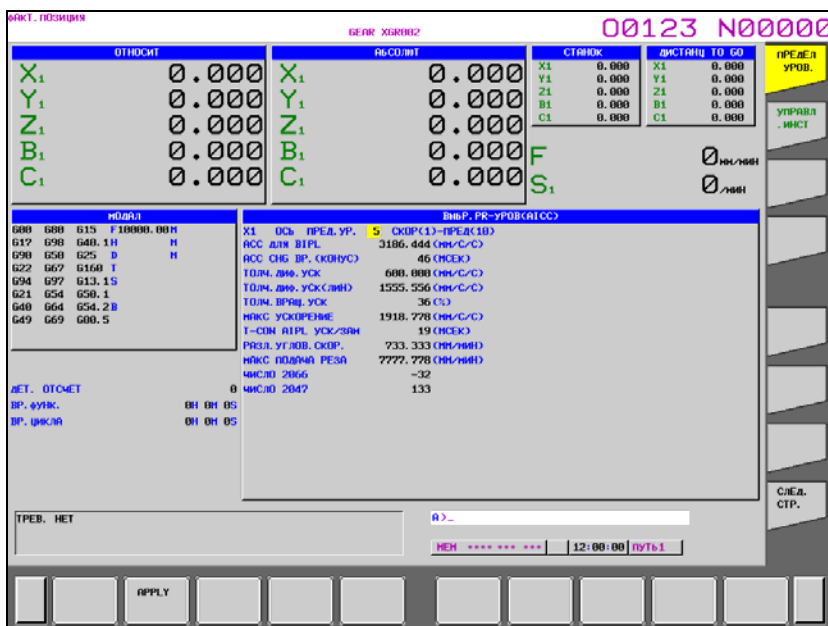 ФАКТ. ПОЗИЦИЯ
GEAR XGR002
O0123 N00000
ОТНОСИТ
X1 0.000
Y1 0.000
Z1 0.000
B1 0.000
C1 0.000
АБСОЛЮТ
X1 0.000
Y1 0.000
Z1 0.000
B1 0.000
C1 0.000
СТАНОК
X1 0.000
Y1 0.000
Z1 0.000
B1 0.000
C1 0.000
ДИСТАНЦ TO GO
X1 0.000
Y1 0.000
Z1 0.000
B1 0.000
C1 0.000
F 0 ММ/МИН
S1 0 /МИН
ПРЕДЕЛ
УРОВ.
УПРАВЛ
.ИНСТ
СЛЕД.
СТР.
МОДАЛ
G00 G80 G15 F10000.00 M
G17 G98 G40.1 H M
G90 G50 G25 D M
G22 G67 G160 T
G94 G97 G13.1 S
G21 G54 G50.1
G40 G64 G54.2 B
G49 G69 G80.5
ДЕТ. ОТСЧЕТ 0
ВР.ФУНК. 0H 0M 0S
ВР.ЦИКЛА 0H 0M 0S
ВЫБР.PR-УРОВ(AICC)
X1 ОСЬ ПРЕД.УР. 5 СКОР(1)-ПРЕД(10)
ACC ДЛЯ BIPL 3186.444 (ММ/С/С)
ACC CHG ВР.(КОНУС) 46 (МСЕК)
ТОЛЧ.ДИФ.УСК 600.000 (ММ/С/С)
ТОЛЧ.ДИФ.УСК(ЛИН) 1555.556 (ММ/С/С)
ТОЛЧ.ВРАЩ.УСК 36 (%)
МАКС УСКОРЕНИЕ 1918.778 (ММ/С/С)
T-CON AIPL УСК/ЗАМ 19 (МСЕК)
РАЗЛ.УГЛОВ.СКОР. 733.333 (ММ/МИН)
МАКС ПОДАЧА РЕЗА 7777.778 (ММ/МИН)
ЧИСЛО 2066 -32
ЧИСЛО 2047 133
ТРЕВ. НЕТ
A>_
МЕМ **** *** *** 12:00:00 ПУТЬ1
APPLY